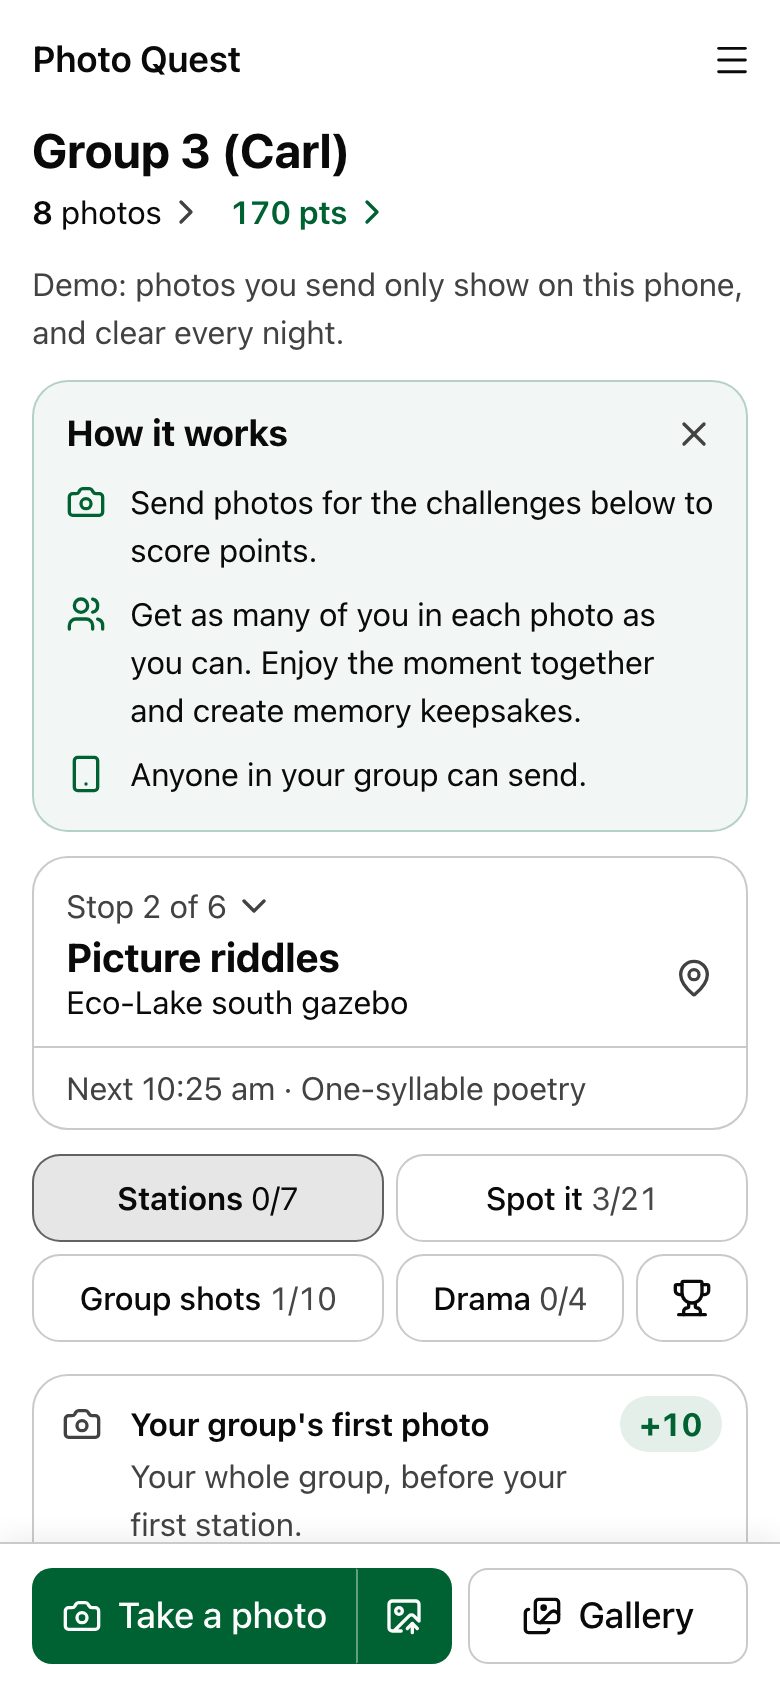 Photo Quest
Group 3 (Carl)
8 photos
170 pts
Demo: photos you send only show on this phone,
and clear every night.
How it works
Send photos for the challenges below to
score points.
Get as many of you in each photo as
you can. Enjoy the moment together
and create memory keepsakes.
Anyone in your group can send.
Stop 2 of 6
Picture riddles
Eco-Lake south gazebo
Next 10:25 am · One-syllable poetry
Stations 0/7
Spot it 3/21
Group shots 1/10
Drama 0/4
Your group's first photo
+10
Your whole group, before your
first station.
Take a photo
Gallery